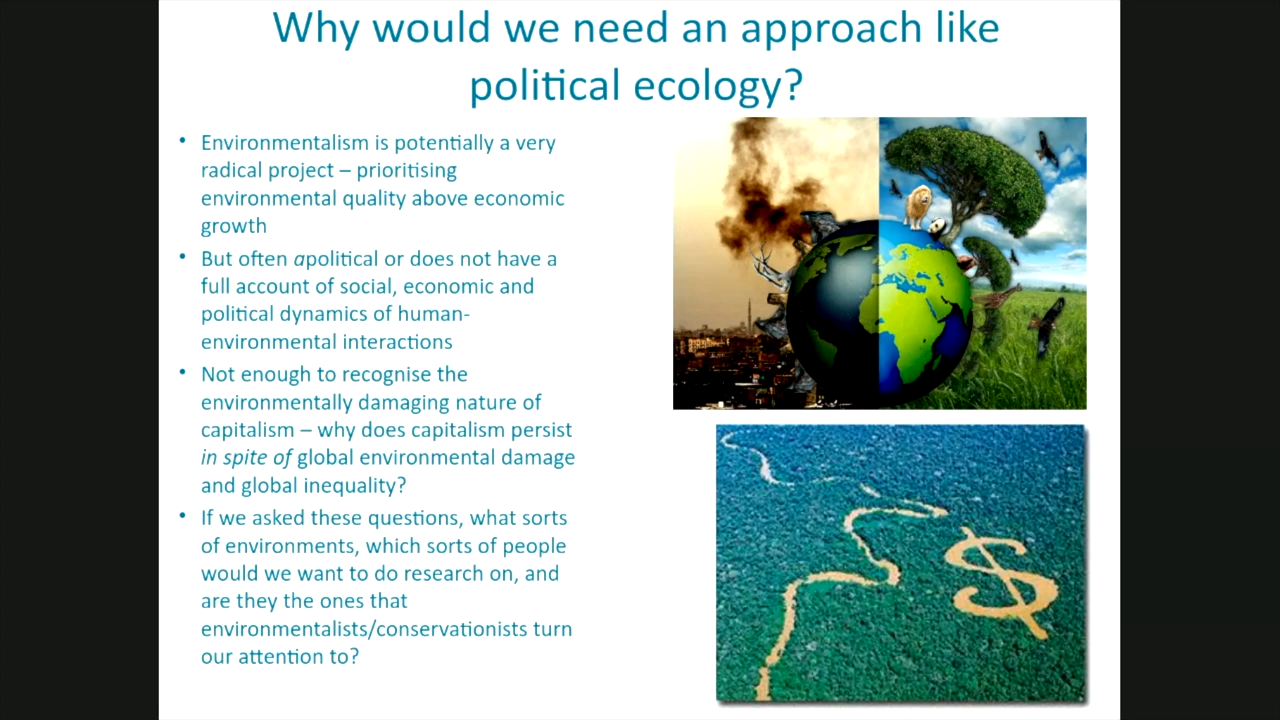 Why would we need an approach like
political ecology?
• Environmentalism is potentially a very
radical project – prioritising
environmental quality above economic
growth
• But often apolitical or does not have a
full account of social, economic and
political dynamics of human-
environmental interactions
• Not enough to recognise the
environmentally damaging nature of
capitalism – why does capitalism persist
in spite of global environmental damage
and global inequality?
• If we asked these questions, what sorts
of environments, which sorts of people
would we want to do research on, and
are they the ones that
environmentalists/conservationists turn
our attention to?
$